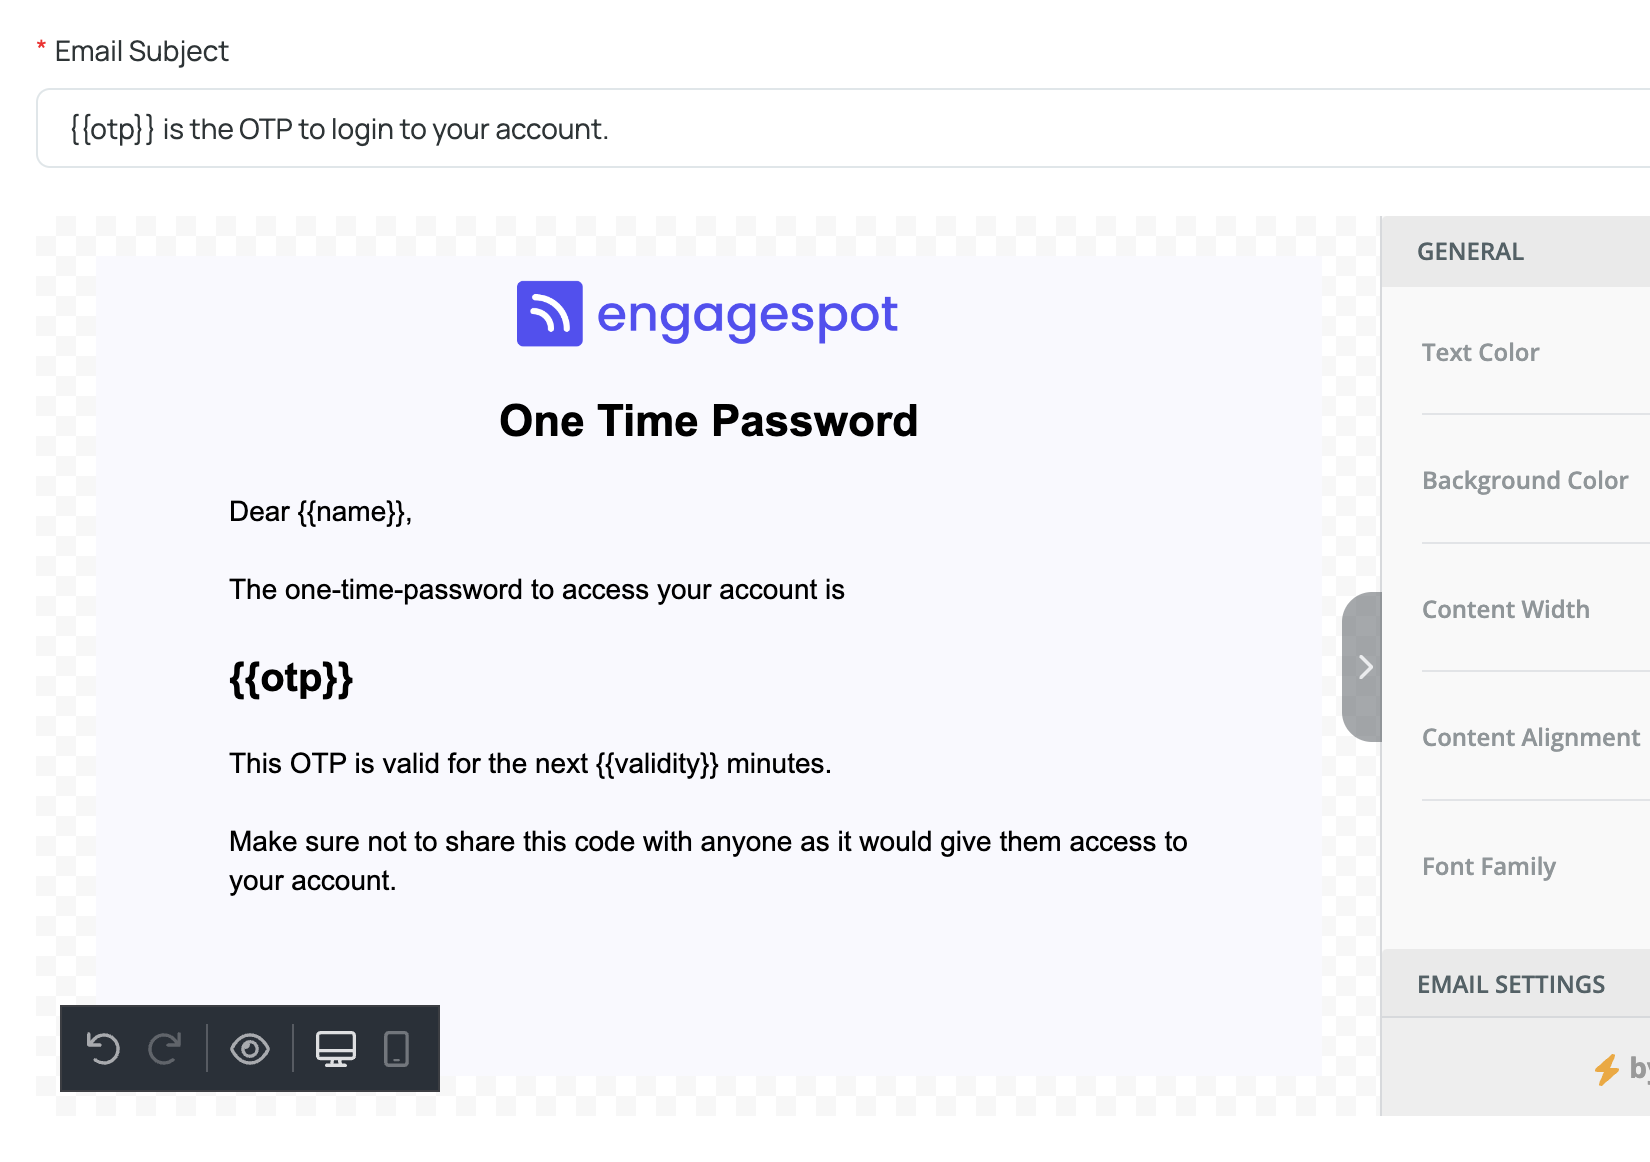 * Email Subject
{{otp}} is the OTP to login to your account.
engagespot
One Time Password
Dear {{name}},
The one-time-password to access your account is
{{otp}}
This OTP is valid for the next {{validity}} minutes.
Make sure not to share this code with anyone as it would give them access to
your account.
GENERAL
Text Color
Background Color
Content Width
Content Alignment
Font Family
EMAIL SETTINGS